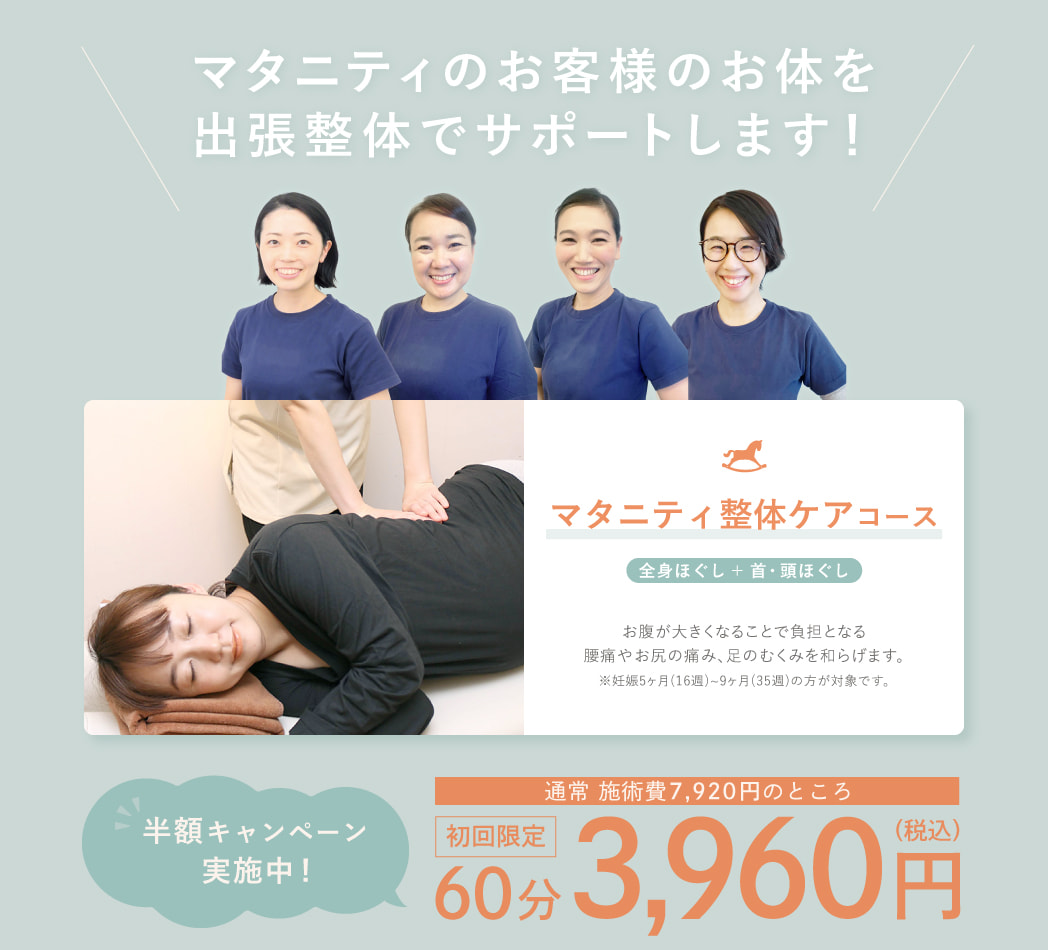 マタニティのお客様のお体を
出張整体でサポートします！
マタニティ整体ケアコース
全身ほぐし + 首・頭ほぐし
お腹が大きくなることで負担となる
腰痛やお尻の痛み、足のむくみを和らげます。
※妊娠5ヶ月(16週)~9ヶ月(35週)の方が対象です。
半額キャンペーン
実施中！
通常 施術費7,920円のところ
初回限定
60分 3,960円 (税込)